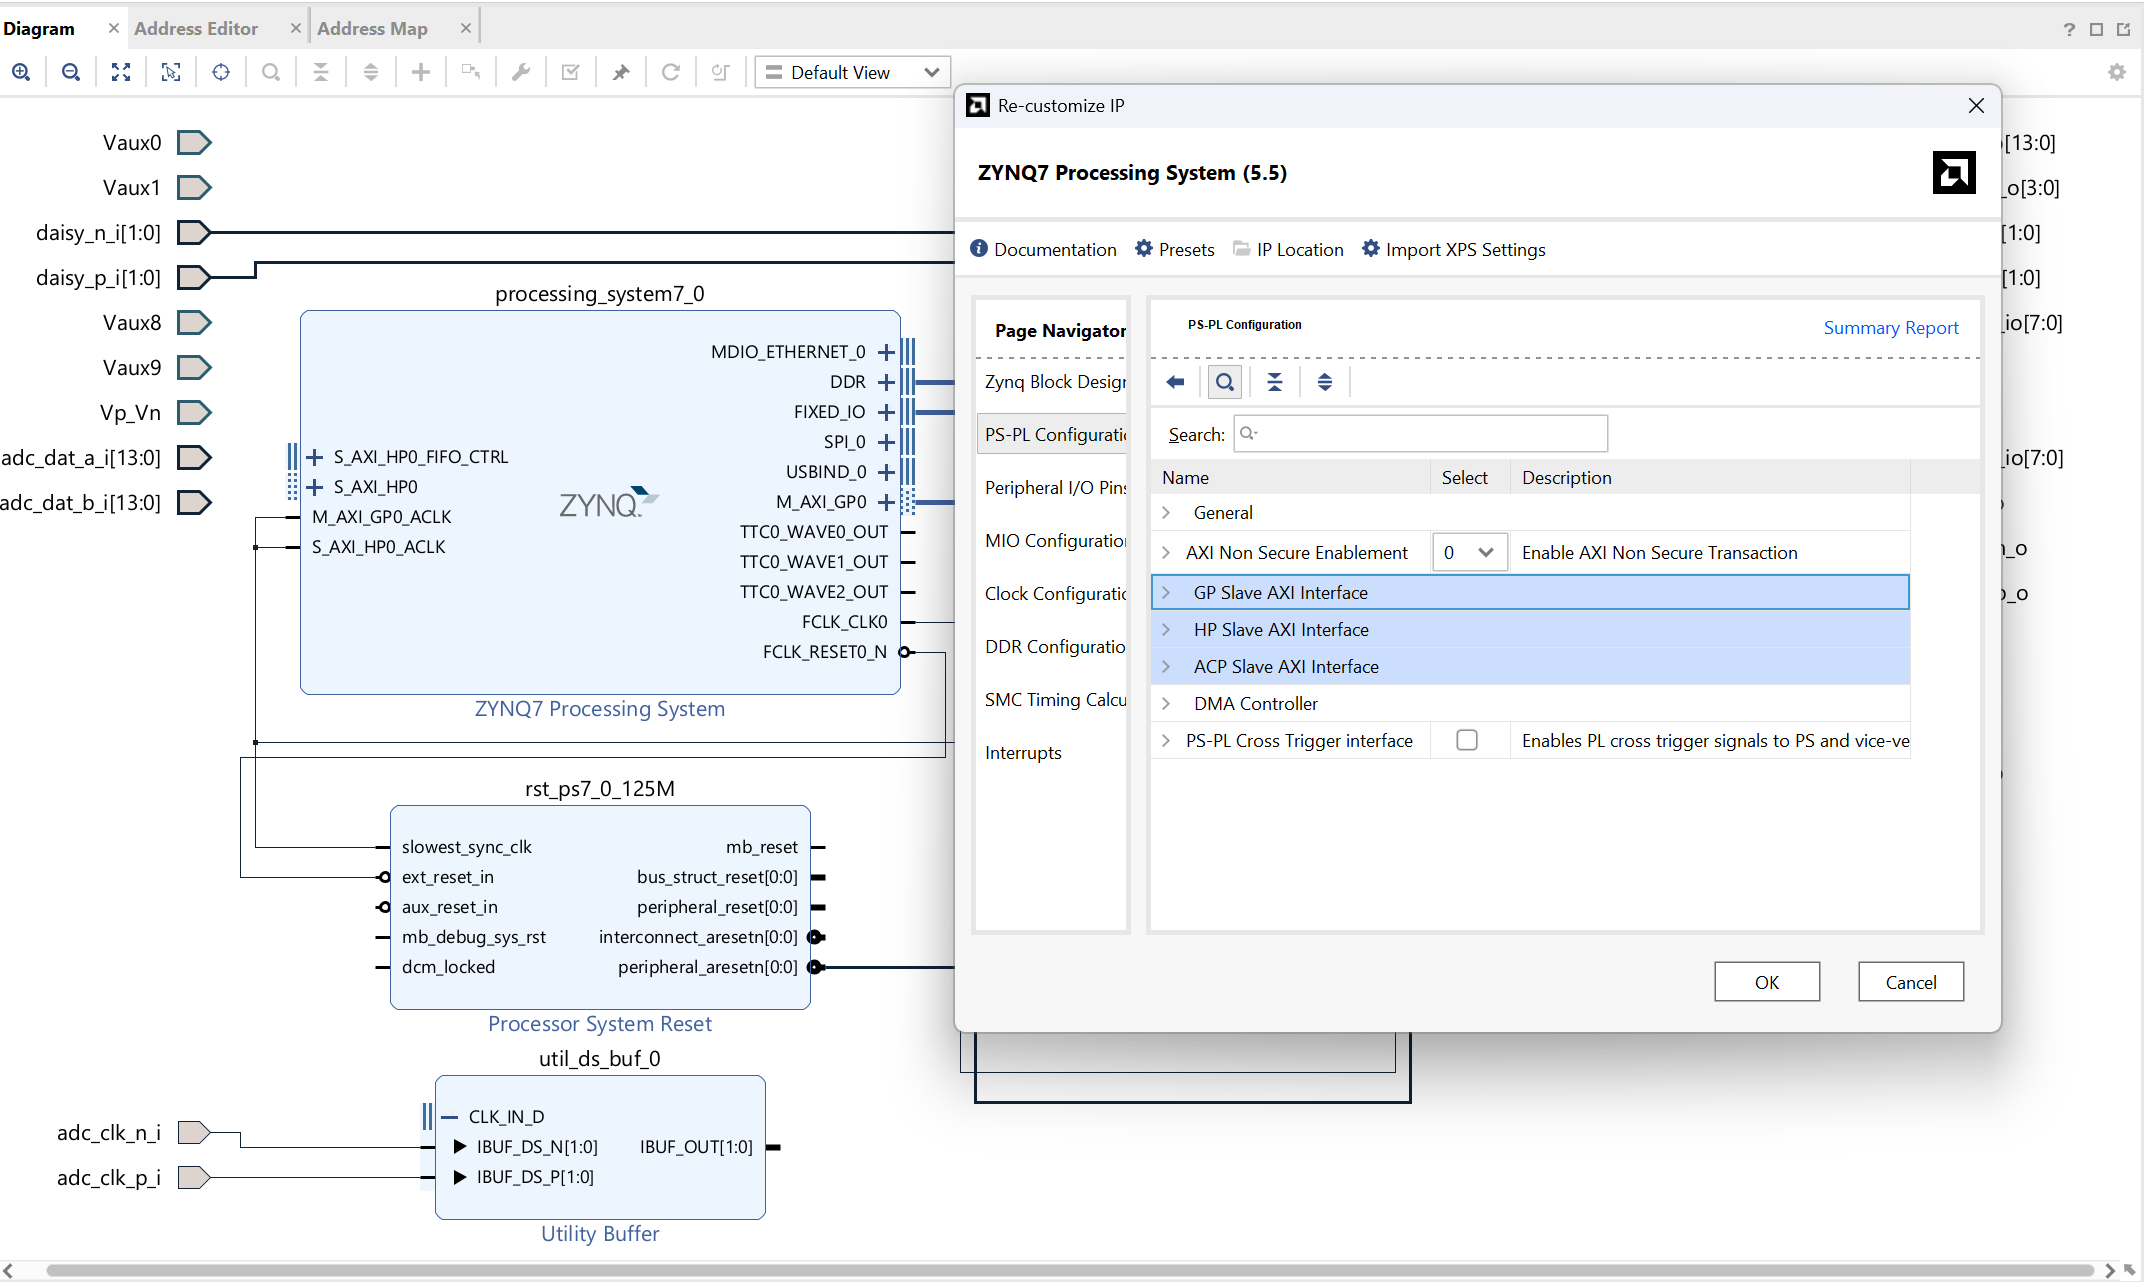 Diagram
Address Editor
Address Map
Default View
Vaux0
Vaux1
daisy_n_i[1:0]
daisy_p_i[1:0]
Vaux8
Vaux9
Vp_Vn
adc_dat_a_i[13:0]
adc_dat_b_i[13:0]
processing_system7_0
MDIO_ETHERNET_0
DDR
FIXED_IO
SPI_0
USBIND_0
M_AXI_GP0
TTC0_WAVE0_OUT
TTC0_WAVE1_OUT
TTC0_WAVE2_OUT
FCLK_CLK0
FCLK_RESET0_N
S_AXI_HP0_FIFO_CTRL
S_AXI_HP0
M_AXI_GP0_ACLK
S_AXI_HP0_ACLK
ZYNQ
ZYNQ7 Processing System
rst_ps7_0_125M
slowest_sync_clk
ext_reset_in
aux_reset_in
mb_debug_sys_rst
dcm_locked
mb_reset
bus_struct_reset[0:0]
peripheral_reset[0:0]
interconnect_aresetn[0:0]
peripheral_aresetn[0:0]
Processor System Reset
util_ds_buf_0
CLK_IN_D
IBUF_DS_N[1:0]
IBUF_DS_P[1:0]
IBUF_OUT[1:0]
Utility Buffer
adc_clk_n_i
adc_clk_p_i
Re-customize IP
ZYNQ7 Processing System (5.5)
Documentation
Presets
IP Location
Import XPS Settings
Page Navigator
Zynq Block Design
PS-PL Configuratio
Peripheral I/O Pins
MIO Configuration
Clock Configuratio
DDR Configuratio
SMC Timing Calcu
Interrupts
PS-PL Configuration
Summary Report
Search:
Name Select Description
General
AXI Non Secure Enablement 0 Enable AXI Non Secure Transaction
GP Slave AXI Interface
HP Slave AXI Interface
ACP Slave AXI Interface
DMA Controller
PS-PL Cross Trigger interface Enables PL cross trigger signals to PS and vice-ve
OK
Cancel
[13:0]
_o[3:0]
[1:0]
[1:0]
_io[7:0]
_io[7:0]
_o
_o